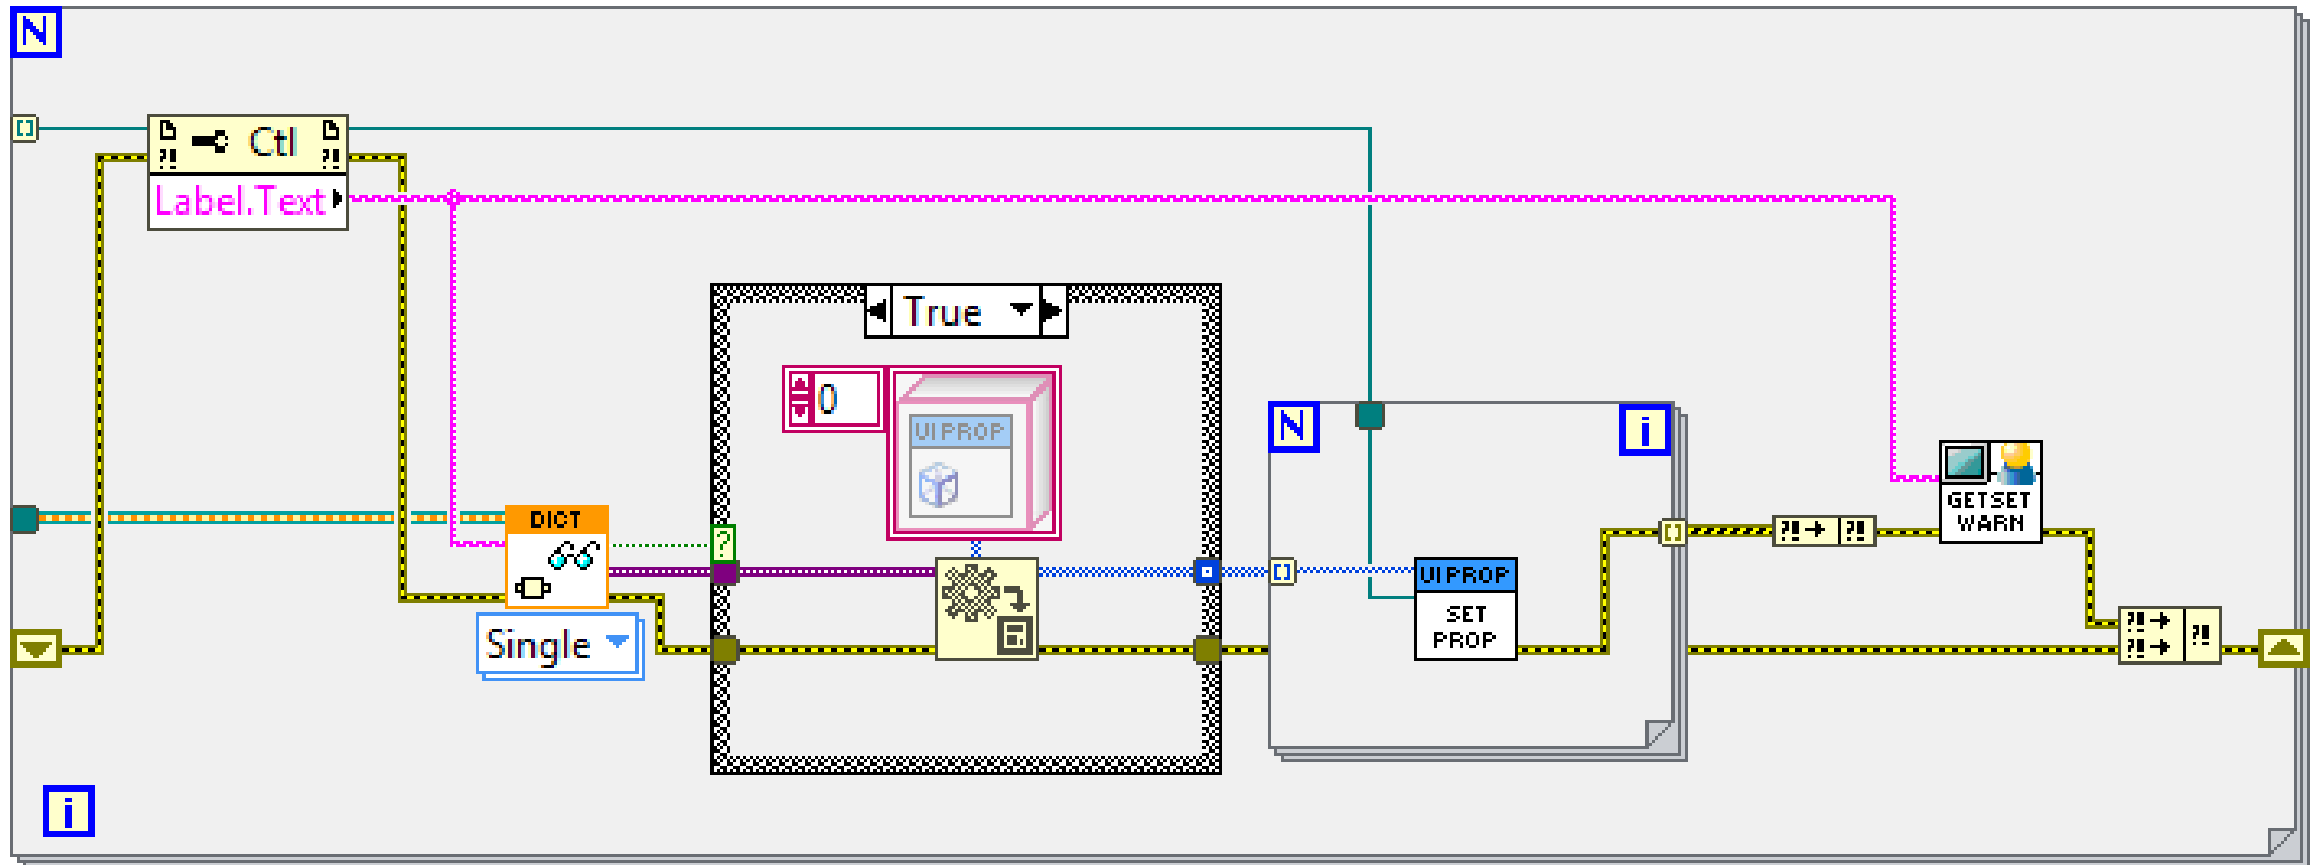 N
Ctl
Label.Text
True
0
UIPROP
N
i
GETSET
WARN
DICT
?
UIPROP
SET
PROP
Single
i